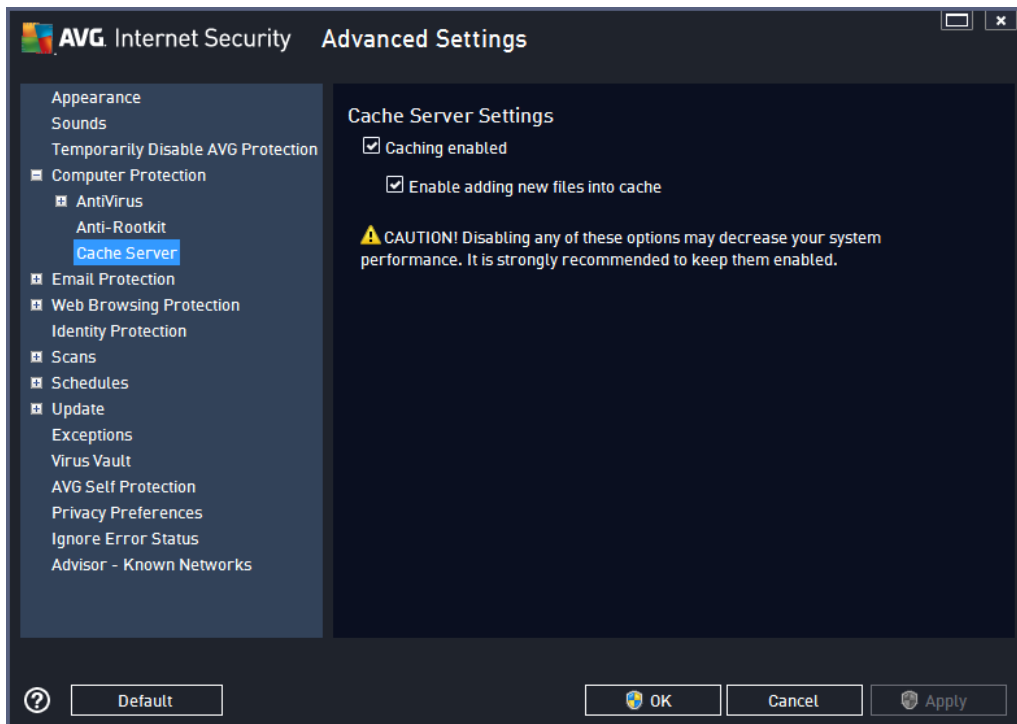 AVG. Internet Security Advanced Settings
Appearance
Sounds
Temporarily Disable AVG Protection
Computer Protection
AntiVirus
Anti-Rootkit
Cache Server
Email Protection
Web Browsing Protection
Identity Protection
Scans
Schedules
Update
Exceptions
Virus Vault
AVG Self Protection
Privacy Preferences
Ignore Error Status
Advisor - Known Networks
Cache Server Settings
Caching enabled
Enable adding new files into cache
CAUTION! Disabling any of these options may decrease your system
performance. It is strongly recommended to keep them enabled.
Default
OK
Cancel
Apply